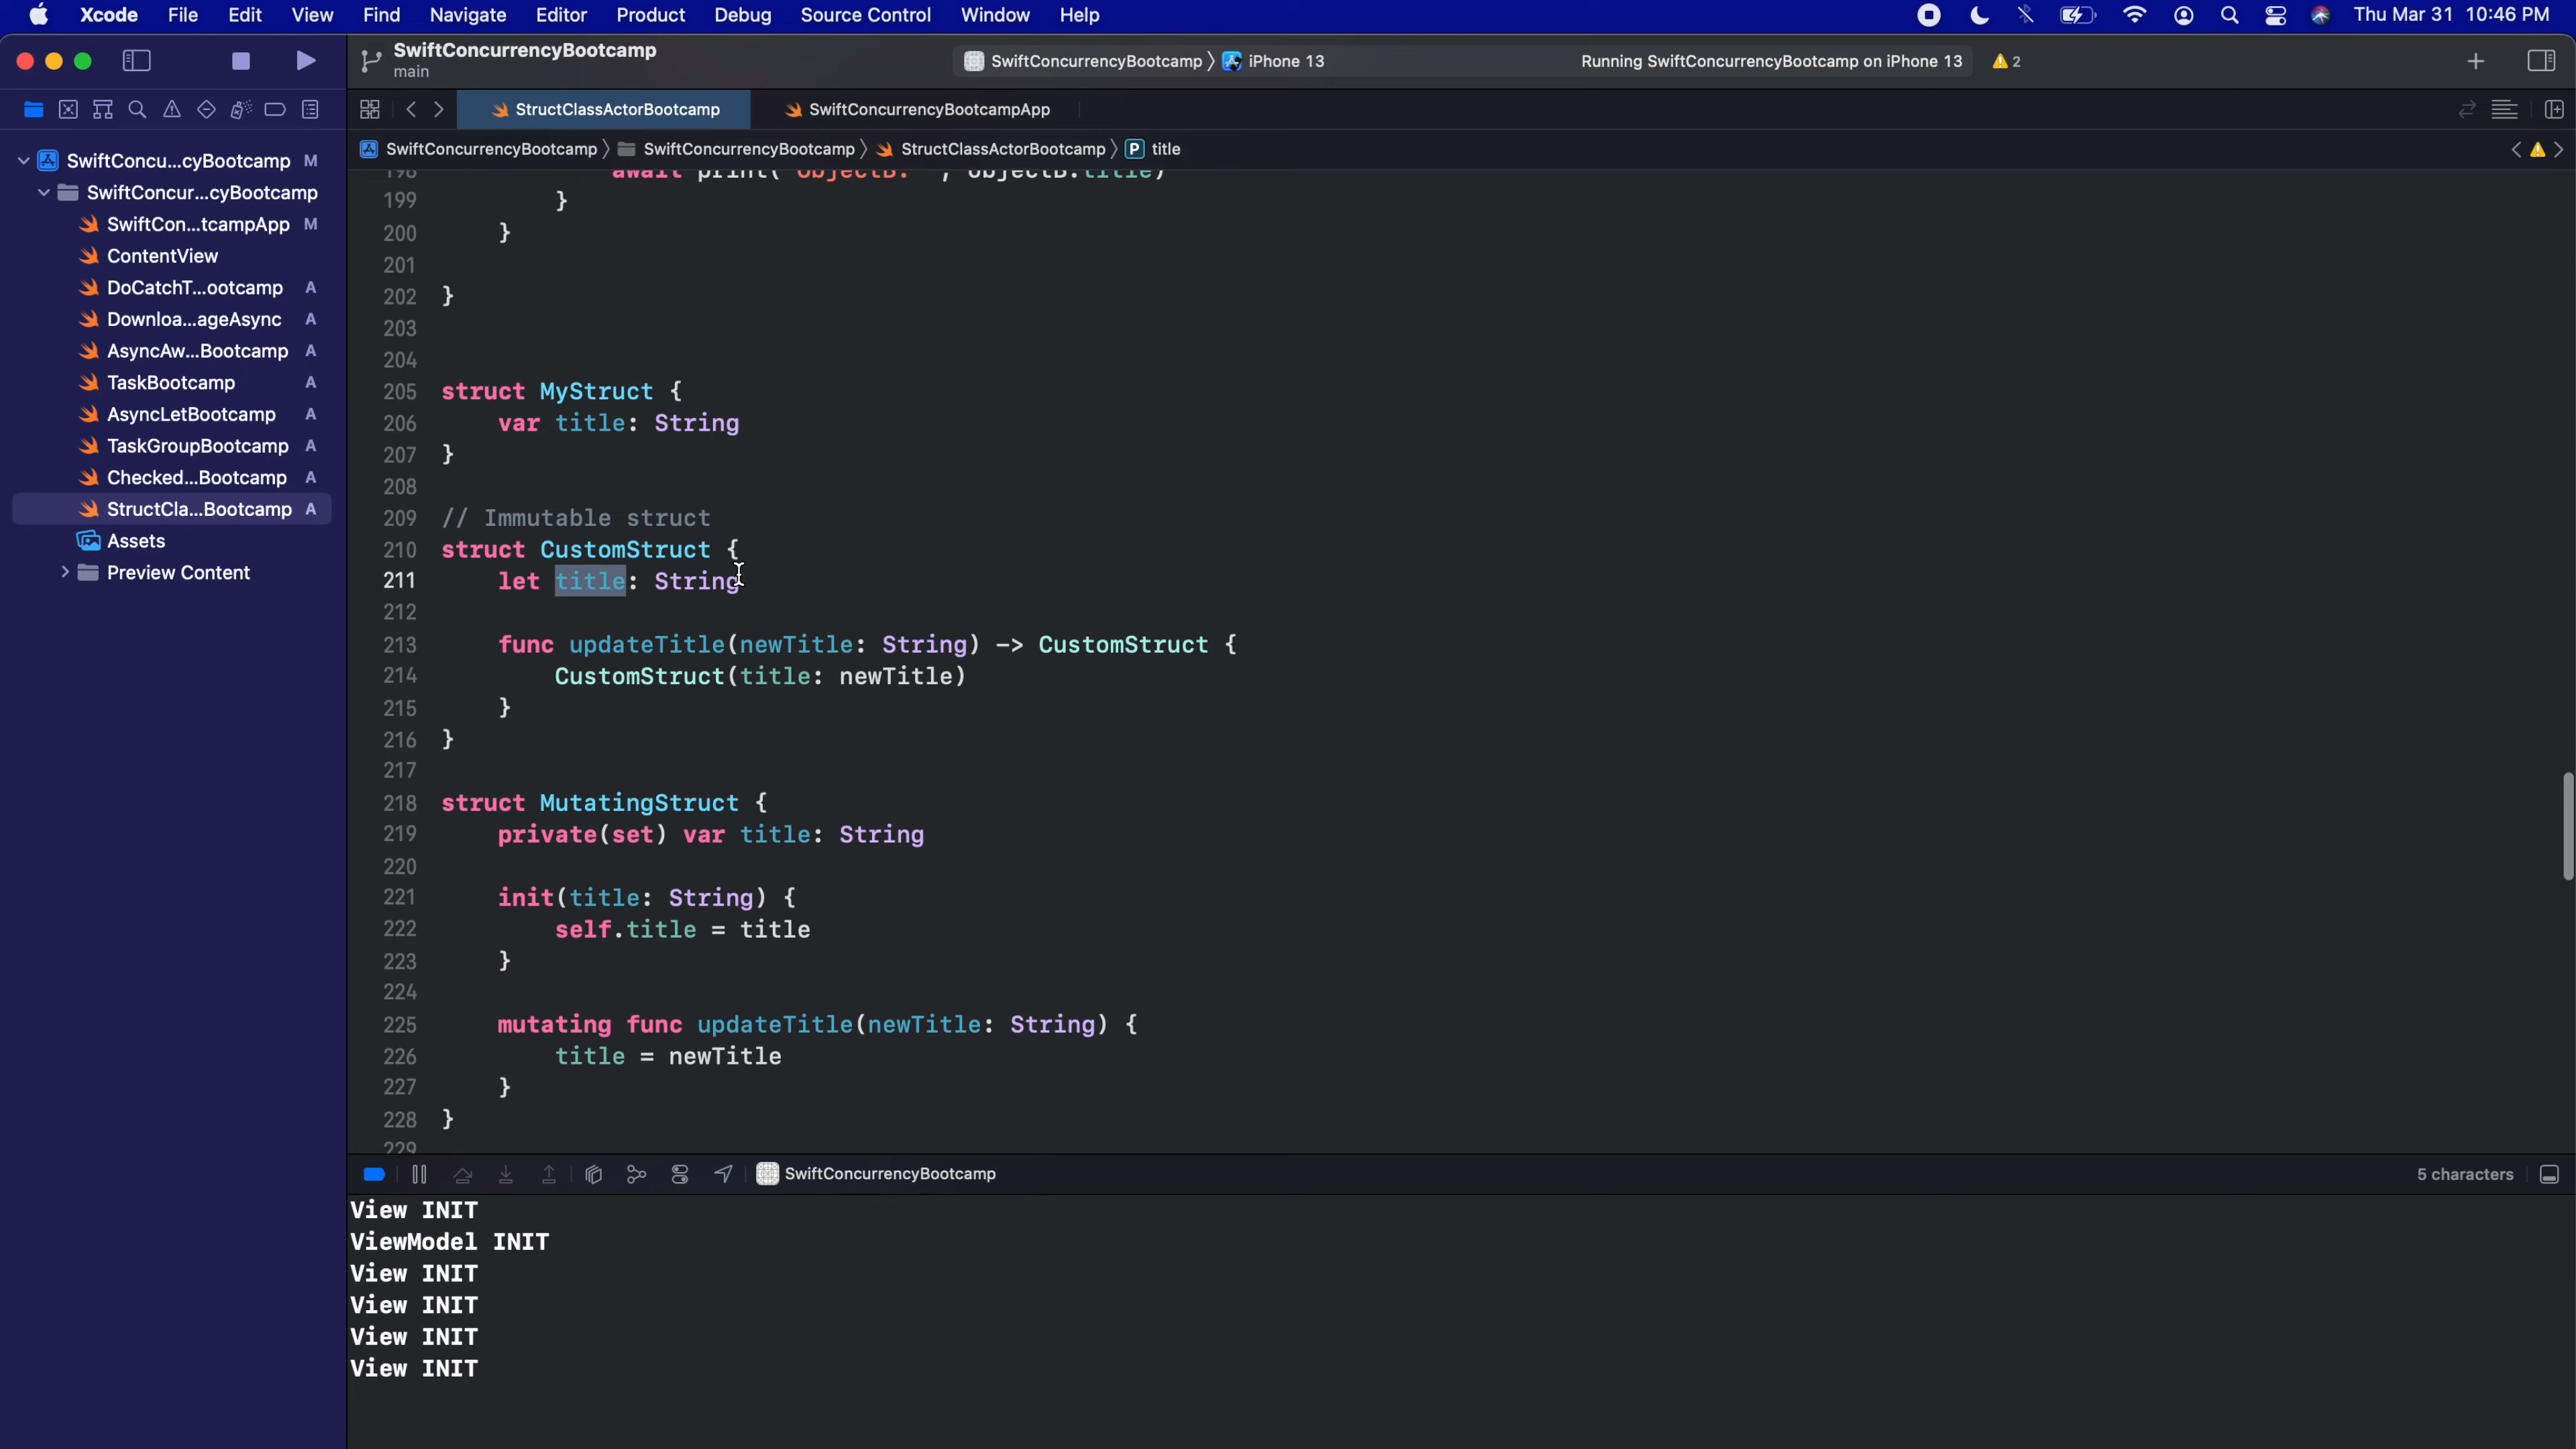 Xcode File Edit View Find Navigate Editor Product Debug Source Control Window Help Thu Mar 31 10:46 PM
SwiftConcurrencyBootcamp
main
SwiftConcurrencyBootcamp iPhone 13 Running SwiftConcurrencyBootcamp on iPhone 13 2
StructClassActorBootcamp SwiftConcurrencyBootcampApp
SwiftConcurrencyBootcamp SwiftConcurrencyBootcamp StructClassActorBootcamp P title
SwiftConcu...cyBootcamp M
SwiftConcur...cyBootcamp
SwiftCon...tcampApp M
ContentView
DoCatchT...ootcamp A
Downloa...ageAsync A
AsyncAw...Bootcamp A
TaskBootcamp A
AsyncLetBootcamp A
TaskGroupBootcamp A
Checked...Bootcamp A
StructCla...Bootcamp A
Assets
Preview Content
198 await print("ObjectB: ", objectB.title)
199 }
200 }
201
202 }
203
204
205 struct MyStruct {
206 var title: String
207 }
208
209 // Immutable struct
210 struct CustomStruct {
211 let title: String
212
213 func updateTitle(newTitle: String) -> CustomStruct {
214 CustomStruct(title: newTitle)
215 }
216 }
217
218 struct MutatingStruct {
219 private(set) var title: String
220
221 init(title: String) {
222 self.title = title
223 }
224
225 mutating func updateTitle(newTitle: String) {
226 title = newTitle
227 }
228 }
229
SwiftConcurrencyBootcamp 5 characters
View INIT
ViewModel INIT
View INIT
View INIT
View INIT
View INIT